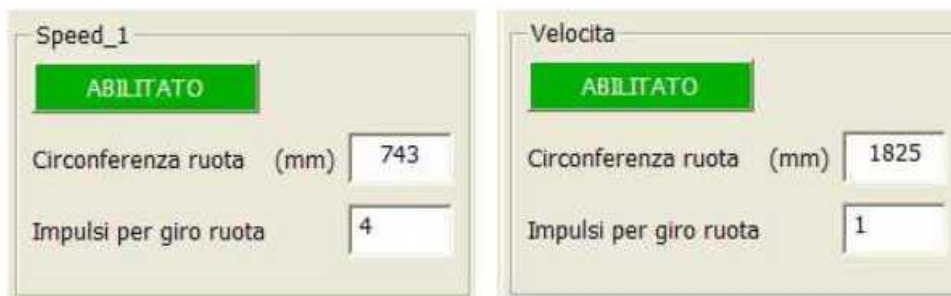 Speed_1
ABILITATO
Circonferenza ruota (mm) 743
Impulsi per giro ruota 4
Velocita
ABILITATO
Circonferenza ruota (mm) 1825
Impulsi per giro ruota 1